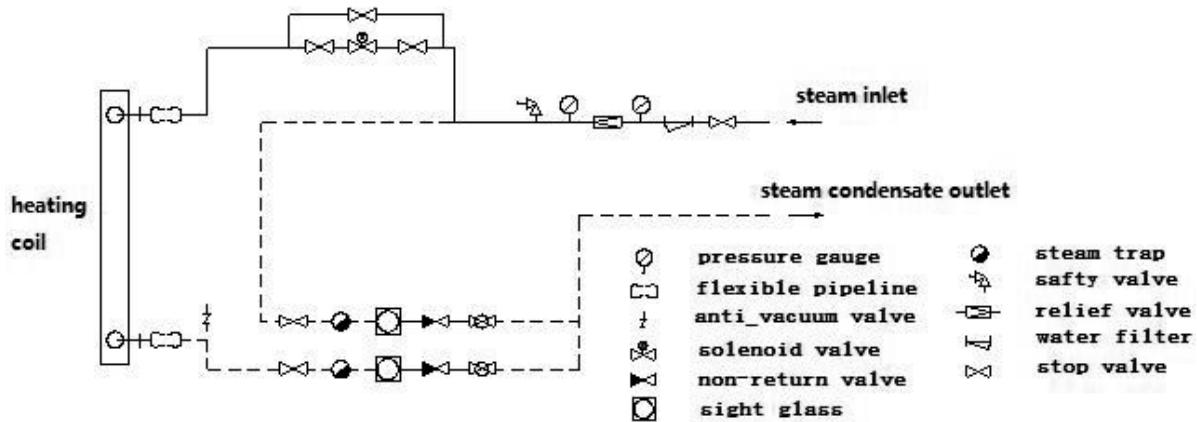 steam inlet
steam condensate outlet
heating
coil
pressure gauge
flexible pipeline
anti_vacuum valve
solenoid valve
non-return valve
sight glass
steam trap
safty valve
relief valve
water filter
stop valve